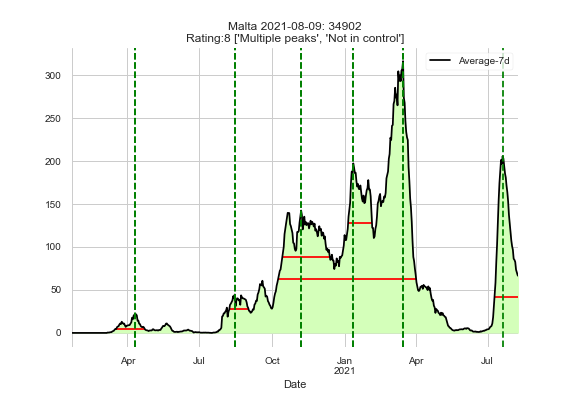 Malta 2021-08-09: 34902
Rating:8 ['Multiple peaks', 'Not in control']
Average-7d
300
250
200
150
100
50
0
Apr Jul Oct Jan Apr Jul
2021
Date